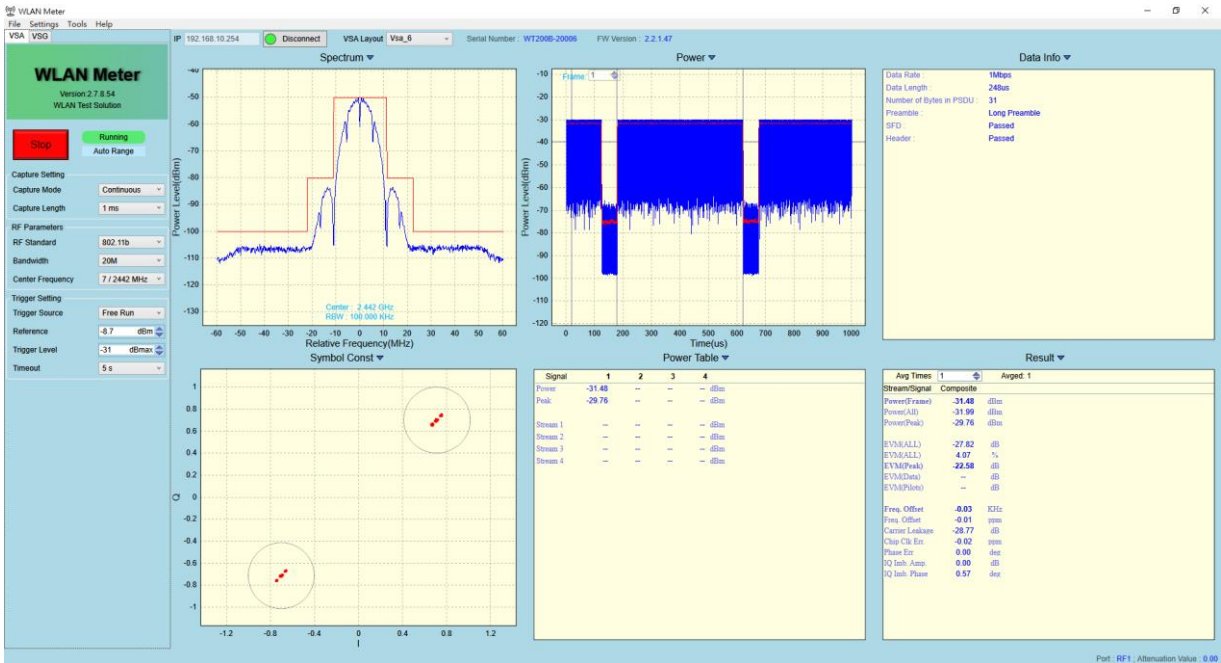 WLAN Meter
File Settings Tools Help
VSA VSG
IP 192.168.10.254 Disconnect VSA Layout Vsa_6 Serial Number : WT200B-20006 FW Version : 2.2.1.47
WLAN Meter
Version:2.7.8.54
WLAN Test Solution
Stop
Running
Auto Range
Capture Setting
Capture Mode Continuous
Capture Length 1 ms
RF Parameters
RF Standard 802.11b
Bandwidth 20M
Center Frequency 7 / 2442 MHz
Trigger Setting
Trigger Source Free Run
Reference -8.7 dBm
Trigger Level -31 dBmax
Timeout 5 s
Spectrum
Power Level(dBm)
-40
-50
-60
-70
-80
-90
-100
-110
-130
Center : 2.442 GHz
RBW : 100.000 KHz
-60 -50 -40 -30 -20 -10 0 10 20 30 40 50 60
Relative Frequency(MHz)
Power
Frame: 1
Power Level(dBm)
-10
-20
-30
-40
-50
-60
-70
-80
-90
-100
-110
-120
0 100 200 300 400 500 600 700 800 900 1000
Time(us)
Data Info
Data Rate : 1Mbps
Data Length : 248us
Number of Bytes in PSDU : 31
Preamble : Long Preamble
SFD : Passed
Header : Passed
Symbol Const
Q
1
0.8
0.6
0.4
0.2
0
-0.2
-0.4
-0.6
-0.8
-1
-1.2 -0.8 -0.4 0 0.4 0.8 1.2
I
Power Table
Signal 1 2 3 4
Power -31.48 -- -- -- dBm
Peak -29.76 -- -- -- dBm
Stream 1 -- -- -- -- dBm
Stream 2 -- -- -- -- dBm
Stream 3 -- -- -- -- dBm
Stream 4 -- -- -- -- dBm
Result
Avg Times 1 Avged: 1
Stream/Signal Composite
Power(Frame) -31.48 dBm
Power(All) -31.99 dBm
Power(Peak) -29.76 dBm
EVM(ALL) -27.82 dB
EVM(ALL) 4.07 %
EVM(Peak) -22.58 dB
EVM(Data) -- dB
EVM(Pilots) -- dB
Freq. Offset -0.03 KHz
Freq. Offset -0.01 ppm
Carrier Leakage -28.77 dB
Chip Clk Err. -0.02 ppm
Phase Err 0.00 deg
IQ Imb. Amp. 0.00 dB
IQ Imb. Phase 0.57 deg
Port : RF1 , Attenuation Value : 0.00